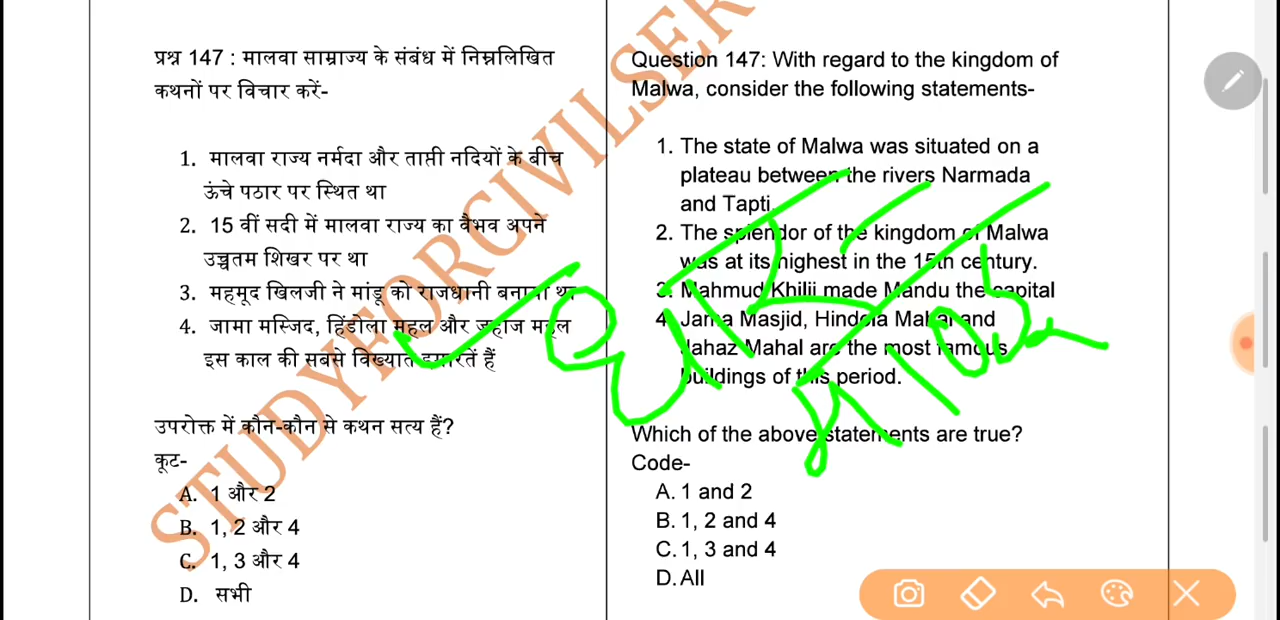 प्रश्न 147 : मालवा साम्राज्य के संबंध में निम्नलिखित
कथनों पर विचार करें-
1. मालवा राज्य नर्मदा और ताप्ती नदियों के बीच
ऊंचे पठार पर स्थित था
2. 15 वीं सदी में मालवा राज्य का वैभव अपने
उच्चतम शिखर पर था
3. महमूद खिलजी ने मांडू को राजधानी बनाया था
4. जामा मस्जिद, हिंडोला महल और जहाज महल
इस काल की सबसे विख्यात इमारतें हैं
उपरोक्त में कौन-कौन से कथन सत्य हैं?
कूट-
A. 1 और 2
B. 1, 2 और 4
C. 1, 3 और 4
D. सभी
Question 147: With regard to the kingdom of
Malwa, consider the following statements-
1. The state of Malwa was situated on a
plateau between the rivers Narmada
and Tapti.
2. The splendor of the kingdom of Malwa
was at its highest in the 15th century.
3. Mahmud Khilji made Mandu the capital
4. Jama Masjid, Hindola Mahal and
Jahaz Mahal are the most famous
buildings of this period.
Which of the above statements are true?
Code-
A. 1 and 2
B. 1, 2 and 4
C. 1, 3 and 4
D. All
STUDYFORCIVILSER